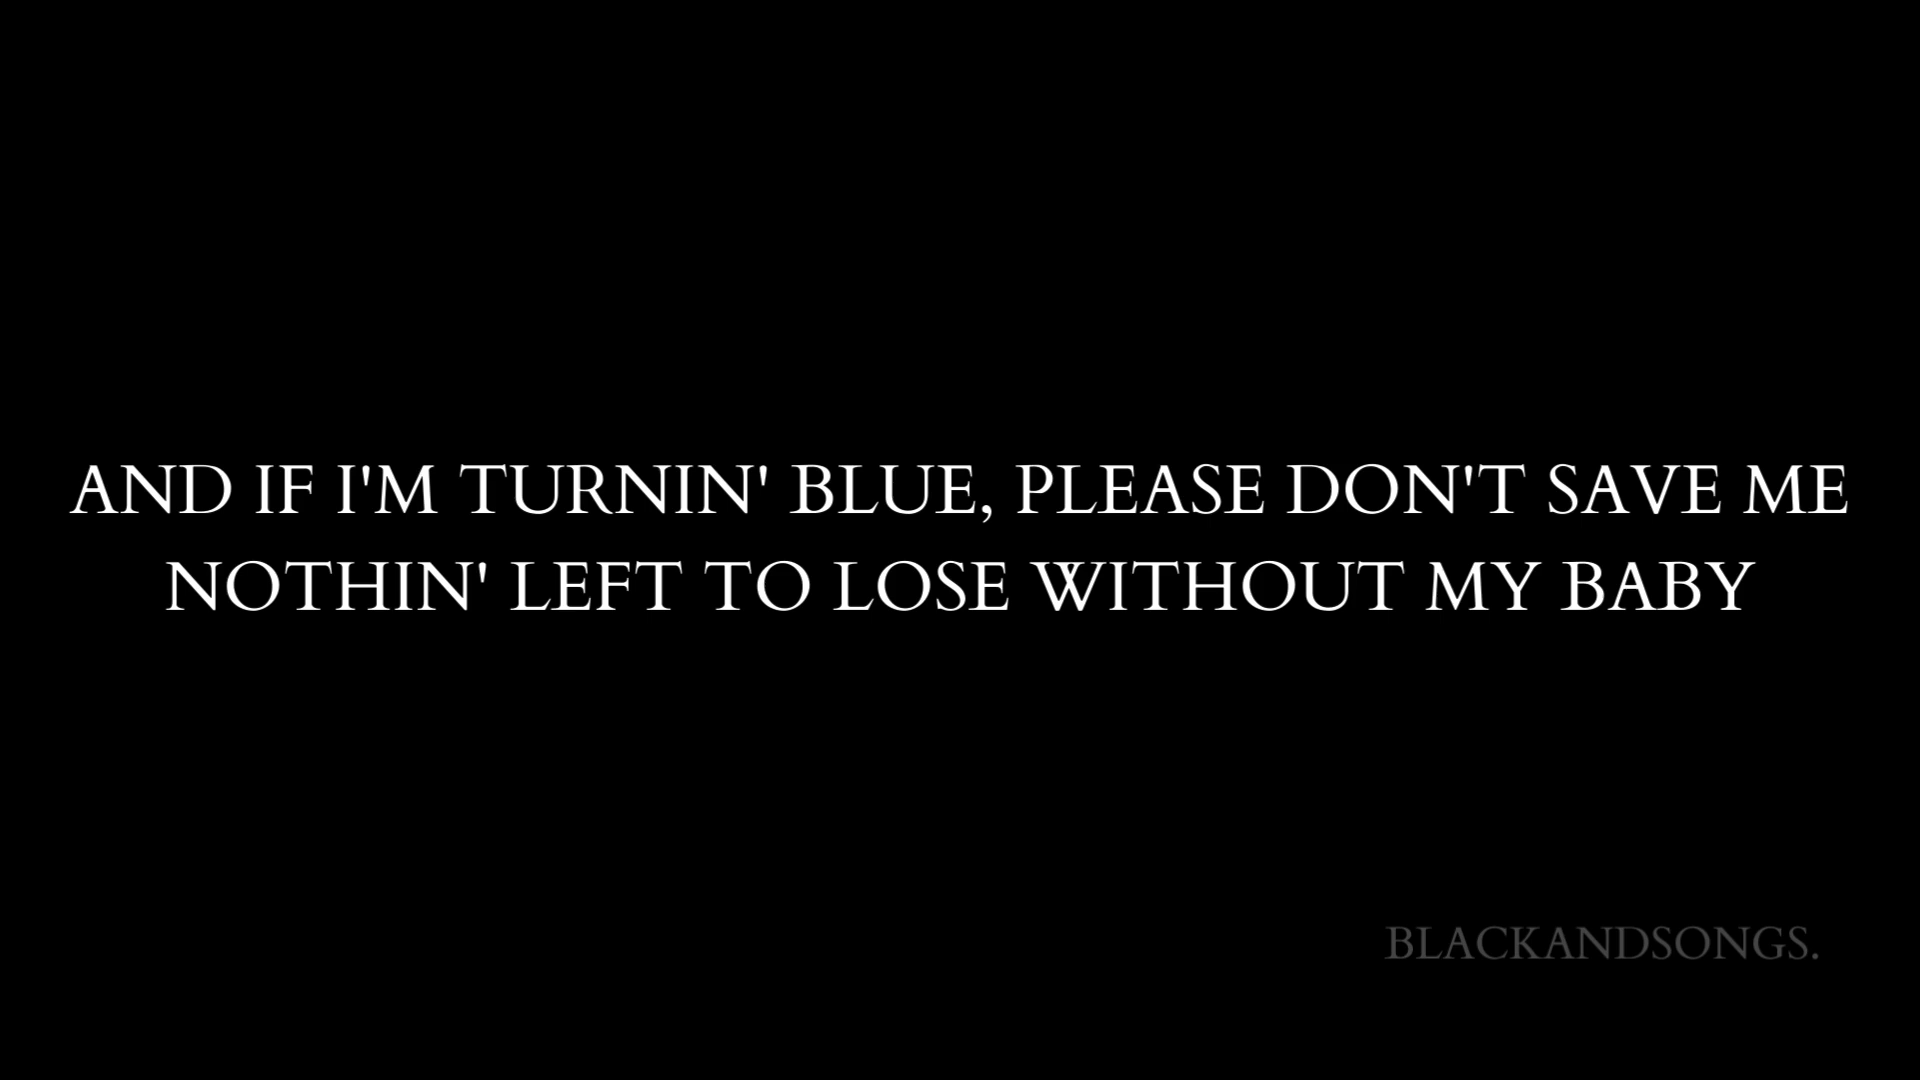 AND IF I'M TURNIN' BLUE, PLEASE DON'T SAVE ME
NOTHIN' LEFT TO LOSE WITHOUT MY BABY
BLACKANDSONGS.